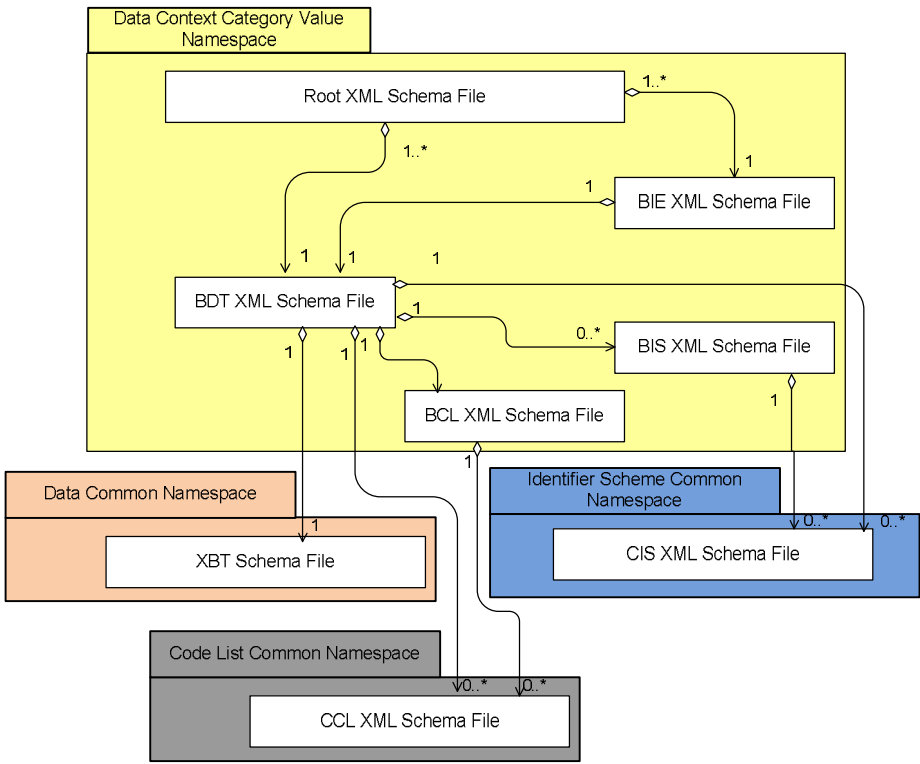 Data Context Category Value
Namespace
Root XML Schema File
1..*
1..*
1
1
BIE XML Schema File
1
1
1
BDT XML Schema File
1
0..*
BIS XML Schema File
1
1
1
1
BCL XML Schema File
1
Data Common Namespace
1
XBT Schema File
Identifier Scheme Common
Namespace
0..*
0..*
CIS XML Schema File
Code List Common Namespace
0..*
0..*
CCL XML Schema File